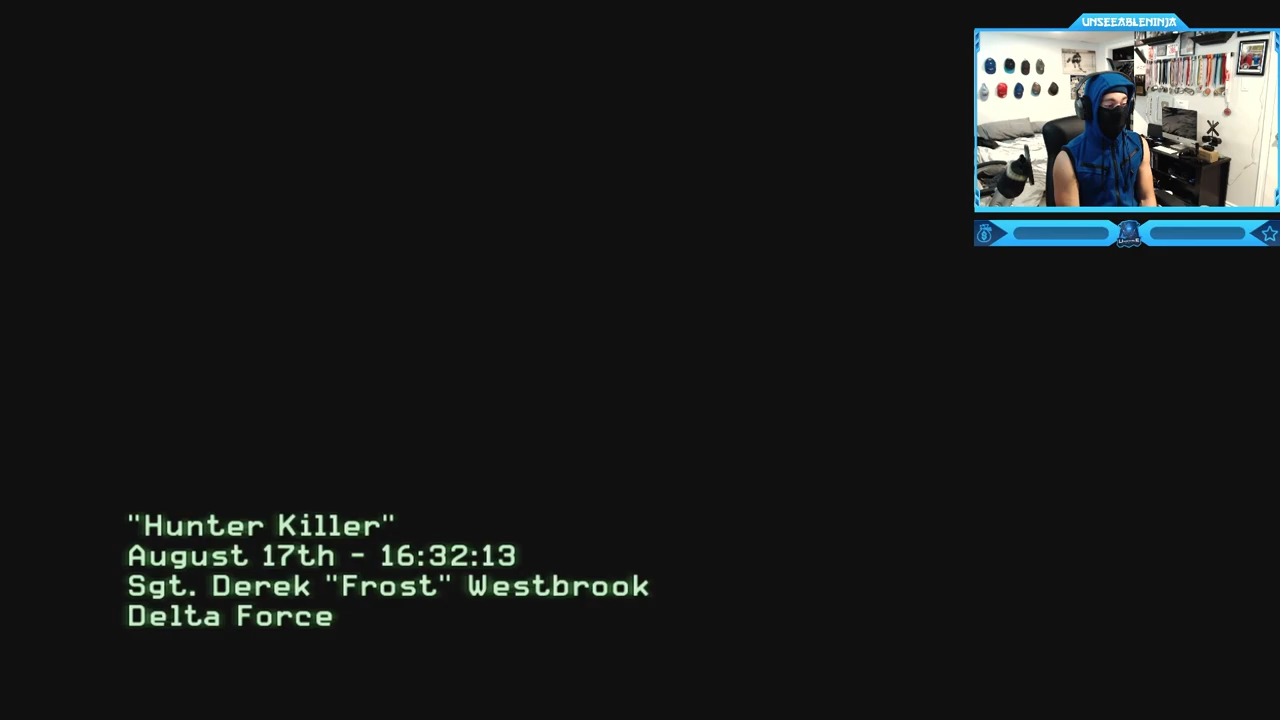 UNSEEABLENINJA
"Hunter Killer"
August 17th - 16:32:13
Sgt. Derek "Frost" Westbrook
Delta Force